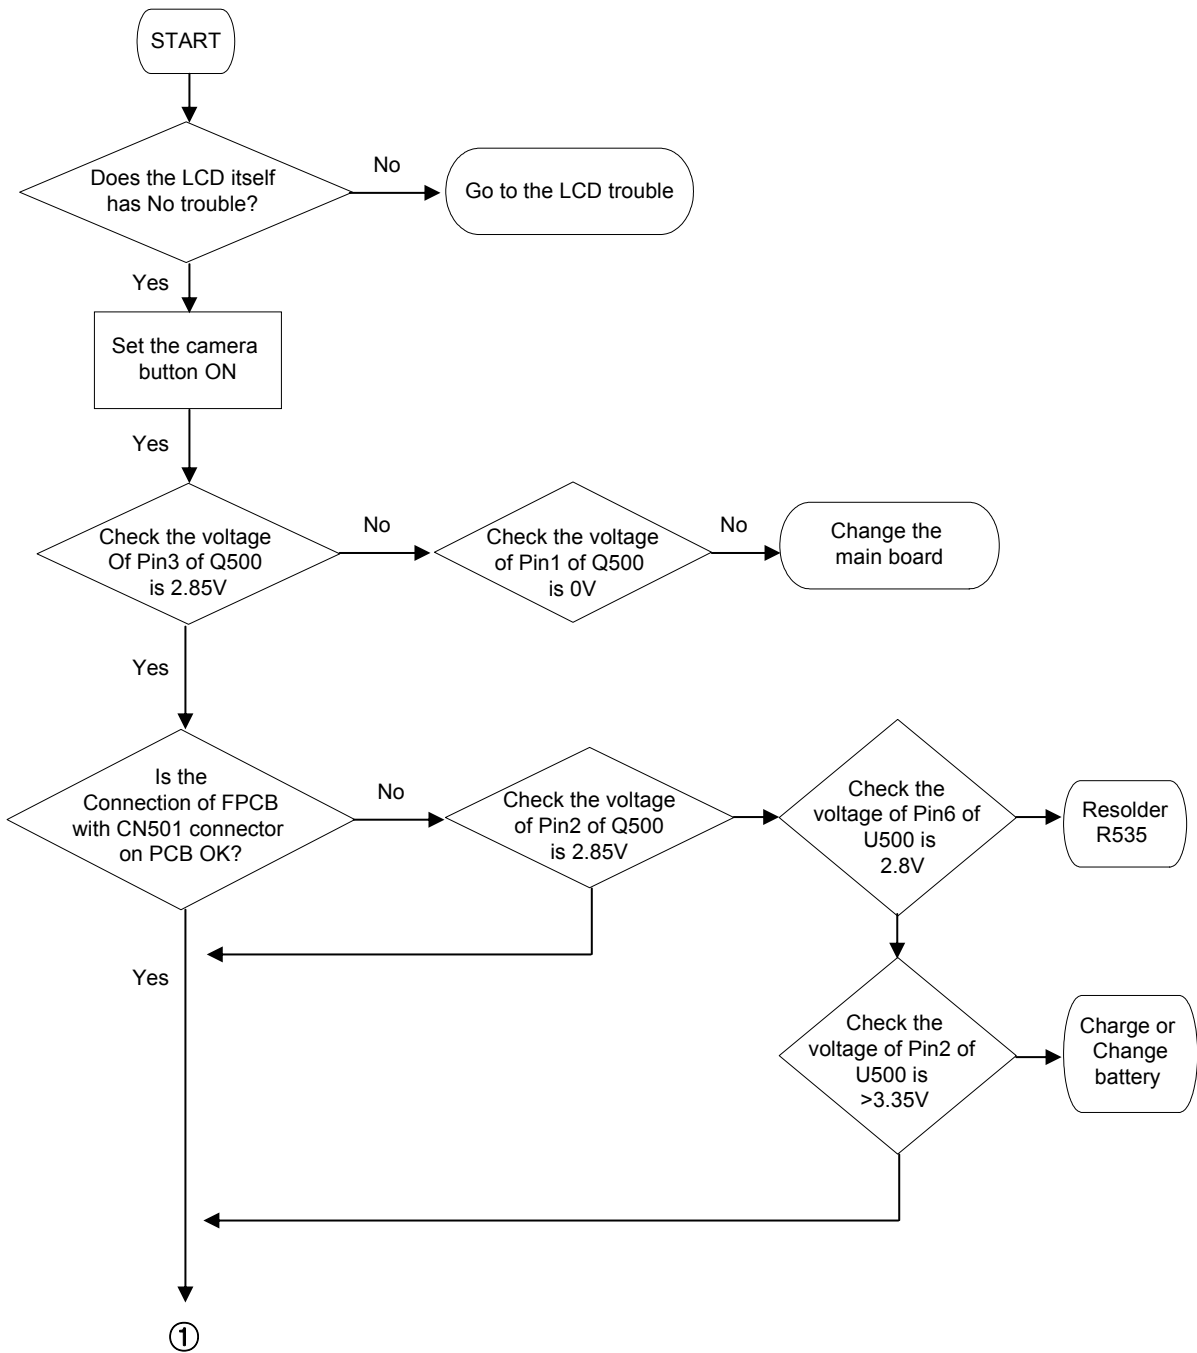 START
Does the LCD itself
has No trouble?
No
Go to the LCD trouble
Yes
Set the camera
button ON
Yes
Check the voltage
Of Pin3 of Q500
is 2.85V
No
Check the voltage
of Pin1 of Q500
is 0V
No
Change the
main board
Yes
Is the
Connection of FPCB
with CN501 connector
on PCB OK?
No
Check the voltage
of Pin2 of Q500
is 2.85V
Check the
voltage of Pin6 of
U500 is
2.8V
Resolder
R535
Yes
Check the
voltage of Pin2 of
U500 is
>3.35V
Charge or
Change
battery
①